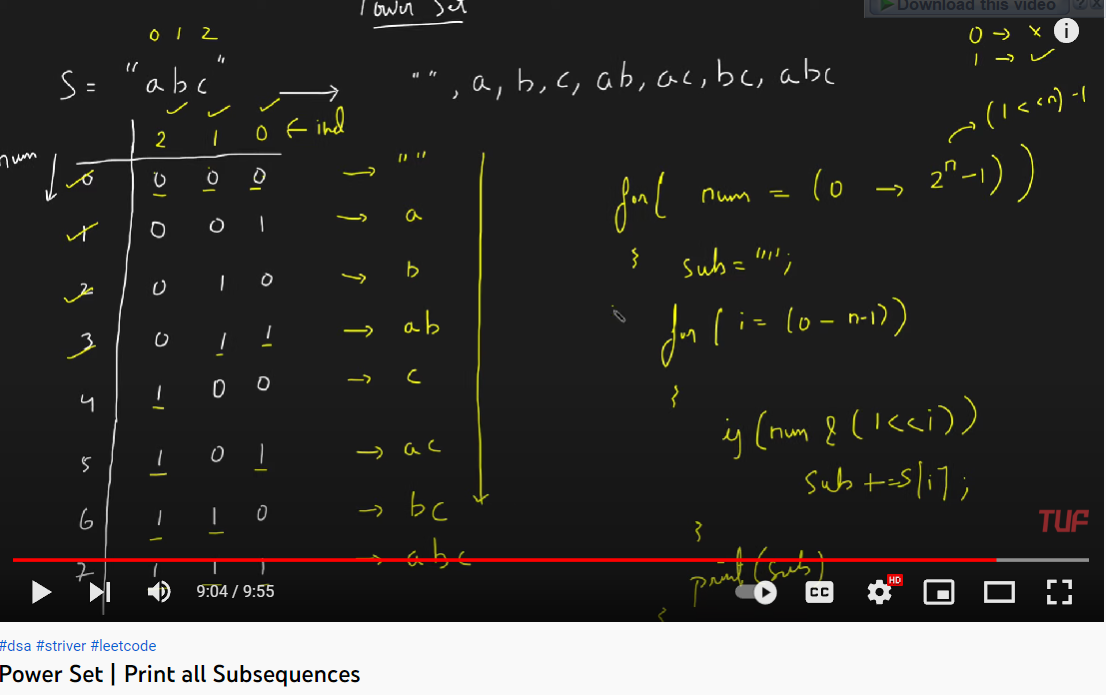 Power Set
Download this video
0 1 2
S = "abc" → "", a, b, c, ab, ac, bc, abc
0 → x
1 → ✓
2 1 0 ← ind
num
0 0 0 0 → ""
1 0 0 1 → a
2 0 1 0 → b
3 0 1 1 → ab
4 1 0 0 → c
5 1 0 1 → ac
6 1 1 0 → bc
7 1 1 1 → abc
→ (1<<n)-1
for( num = (0 → 2ⁿ-1))
{ sub = "";
for( i = (0 - n-1))
{
if (num & (1<<i))
sub += S[i];
}
print(sub)
}
TUF
9:04 / 9:55
CC
HD
#dsa #striver #leetcode
Power Set | Print all Subsequences